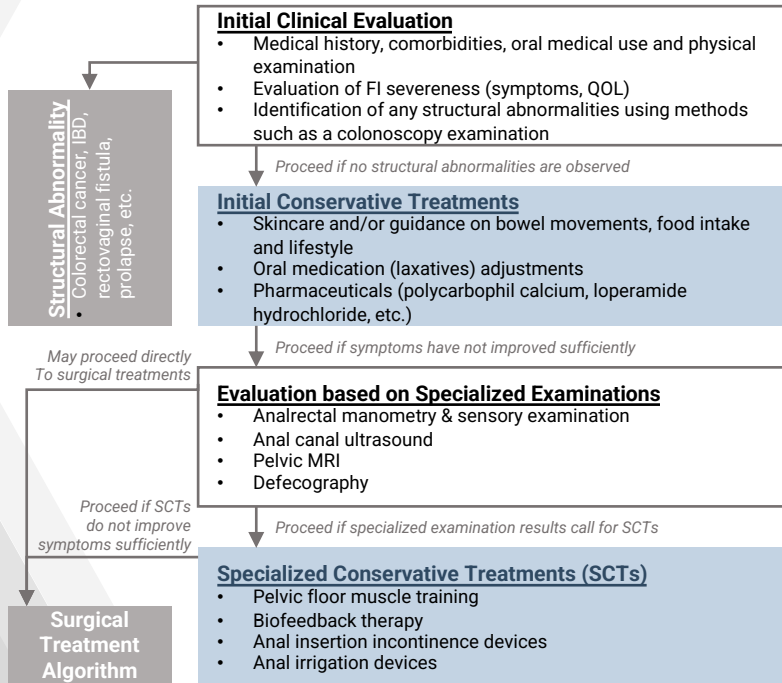 Initial Clinical Evaluation
• Medical history, comorbidities, oral medical use and physical
examination
• Evaluation of FI severeness (symptoms, QOL)
• Identification of any structural abnormalities using methods
such as a colonoscopy examination
Structural Abnormality
• Colorectal cancer, IBD,
rectovaginal fistula,
prolapse, etc.
Proceed if no structural abnormalities are observed
Initial Conservative Treatments
• Skincare and/or guidance on bowel movements, food intake
and lifestyle
• Oral medication (laxatives) adjustments
• Pharmaceuticals (polycarbophil calcium, loperamide
hydrochloride, etc.)
Proceed if symptoms have not improved sufficiently
May proceed directly
To surgical treatments
Evaluation based on Specialized Examinations
• Analrectal manometry & sensory examination
• Anal canal ultrasound
• Pelvic MRI
• Defecography
Proceed if SCTs
do not improve
symptoms sufficiently
Proceed if specialized examination results call for SCTs
Specialized Conservative Treatments (SCTs)
• Pelvic floor muscle training
• Biofeedback therapy
• Anal insertion incontinence devices
• Anal irrigation devices
Surgical
Treatment
Algorithm